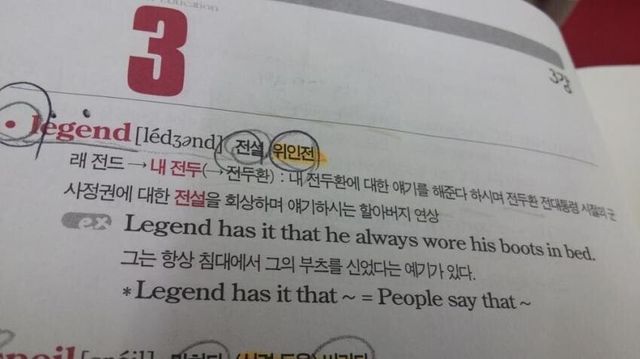 3
3강
legend [lédʒənd] 전설, 위인전
래 전드 → 내 전두(→전두환) : 내 전두환에 대한 얘기를 해준다 하시며 전두환 전대통령 시절의 군
사정권에 대한 전설을 회상하며 얘기하시는 할아버지 연상
ex Legend has it that he always wore his boots in bed.
그는 항상 침대에서 그의 부츠를 신었다는 예기가 있다.
*Legend has it that ~ = People say that ~